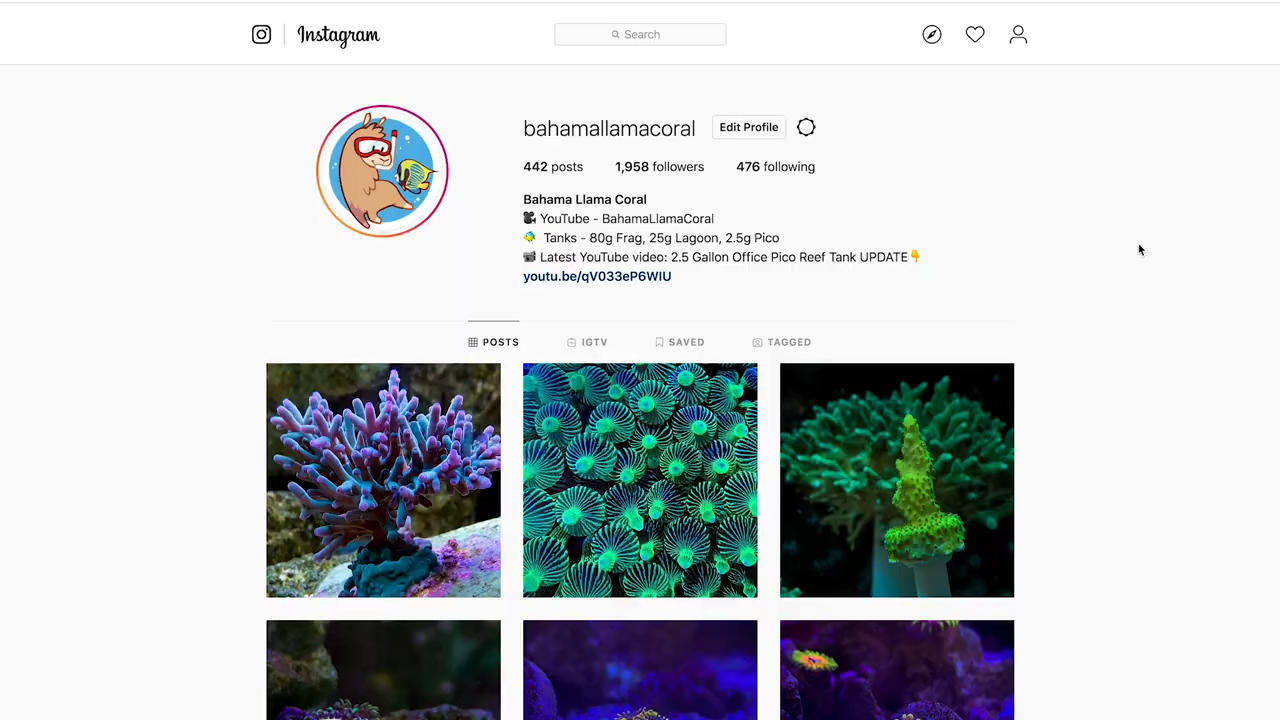 Instagram
Search
bahamallamacoral
Edit Profile
442 posts
1,958 followers
476 following
Bahama Llama Coral
YouTube - BahamaLlamaCoral
Tanks - 80g Frag, 25g Lagoon, 2.5g Pico
Latest YouTube video: 2.5 Gallon Office Pico Reef Tank UPDATE
youtu.be/qV033eP6WIU
POSTS
IGTV
SAVED
TAGGED